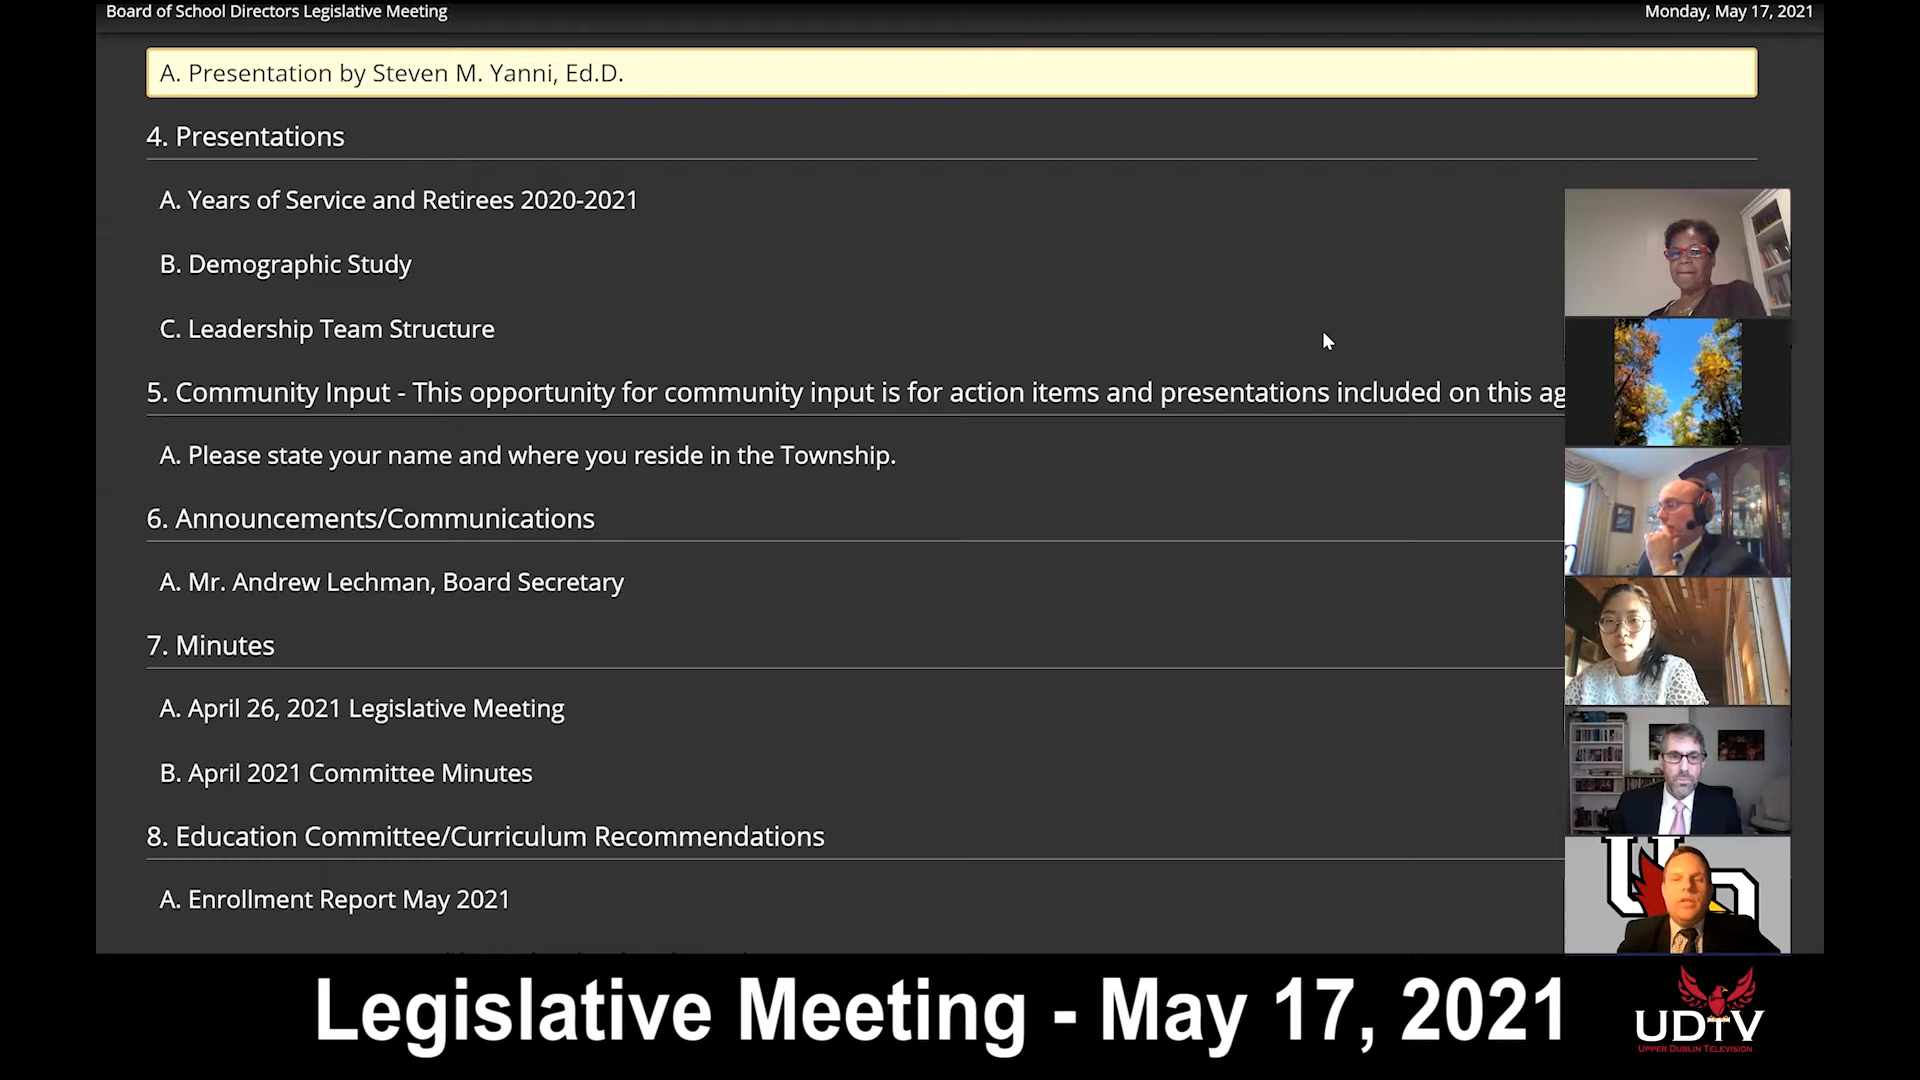 Board of School Directors Legislative Meeting
Monday, May 17, 2021
A. Presentation by Steven M. Yanni, Ed.D.
4. Presentations
A. Years of Service and Retirees 2020-2021
B. Demographic Study
C. Leadership Team Structure
5. Community Input - This opportunity for community input is for action items and presentations included on this ag
A. Please state your name and where you reside in the Township.
6. Announcements/Communications
A. Mr. Andrew Lechman, Board Secretary
7. Minutes
A. April 26, 2021 Legislative Meeting
B. April 2021 Committee Minutes
8. Education Committee/Curriculum Recommendations
A. Enrollment Report May 2021
Legislative Meeting - May 17, 2021
UDTV
UPPER DUBLIN TELEVISION